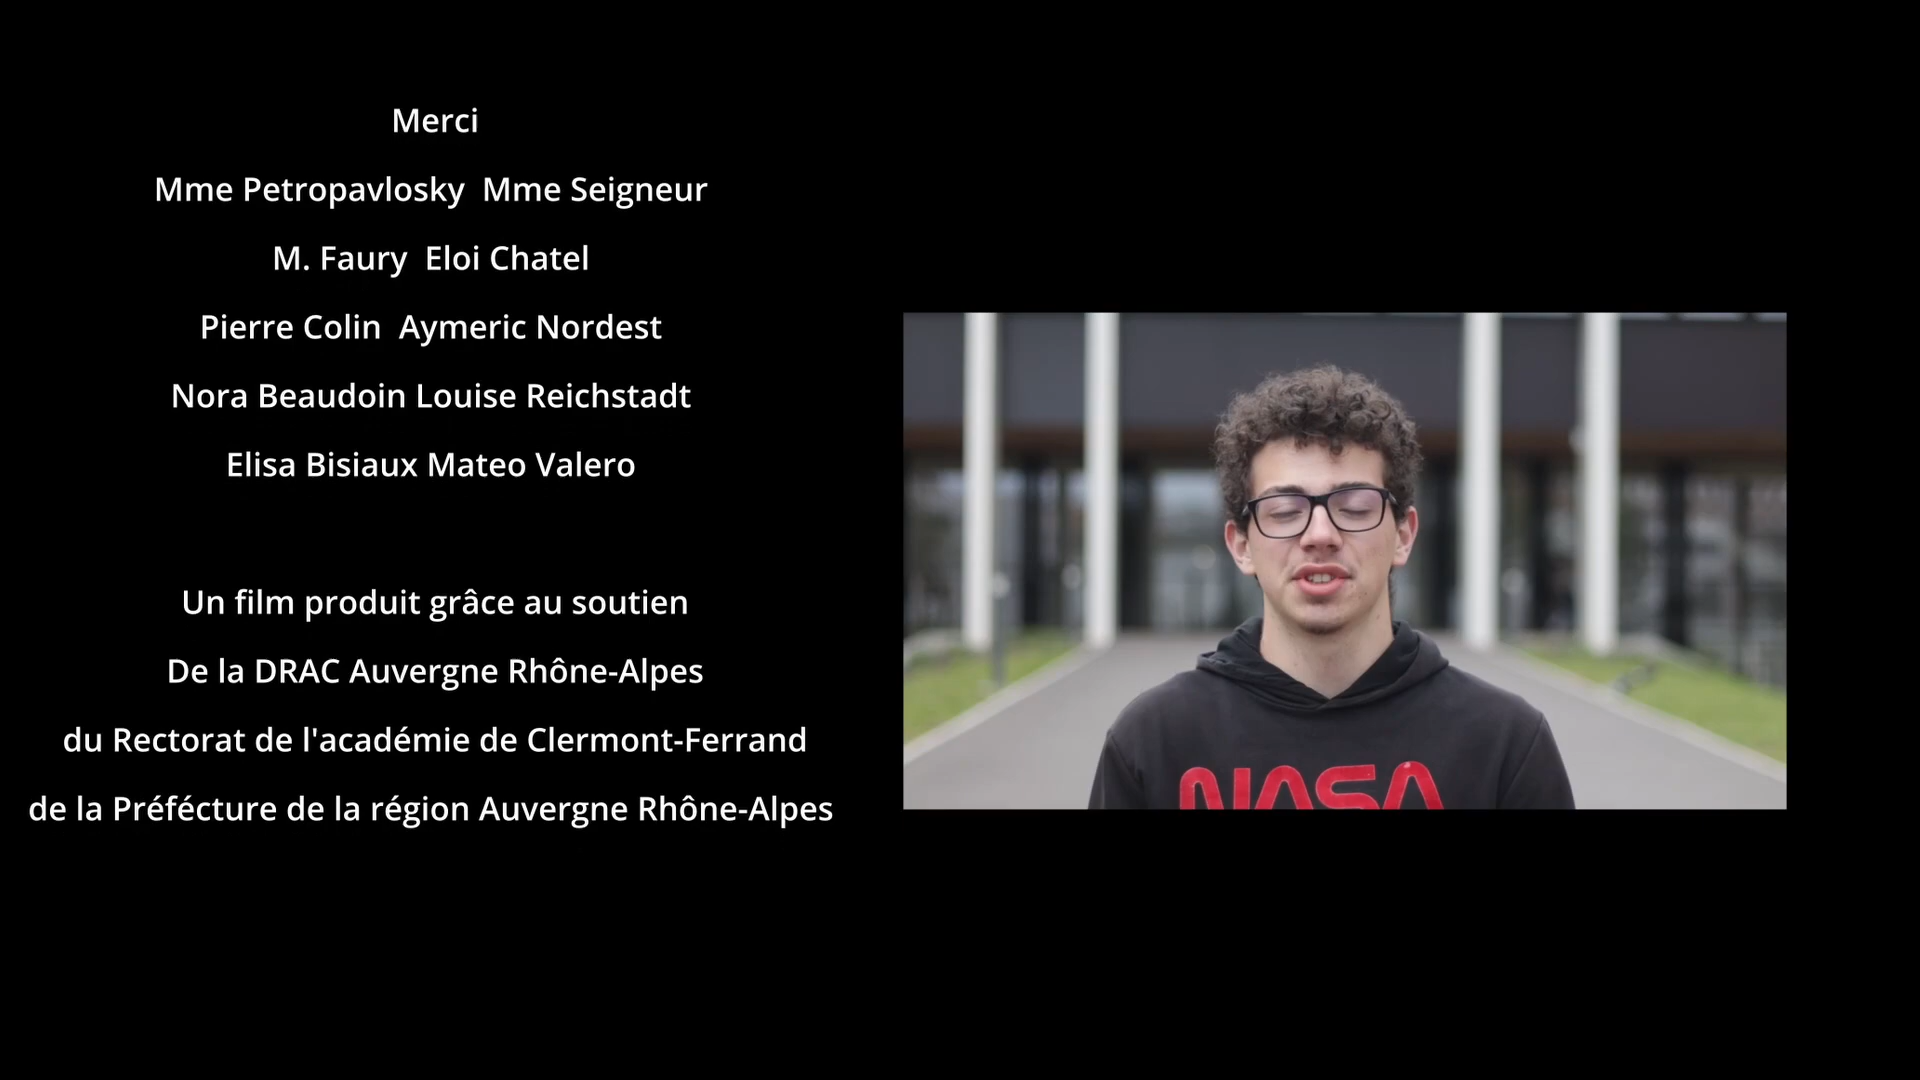 Merci
Mme Petropavlosky  Mme Seigneur
M. Faury  Eloi Chatel
Pierre Colin  Aymeric Nordest
Nora Beaudoin Louise Reichstadt
Elisa Bisiaux Mateo Valero
Un film produit grâce au soutien
De la DRAC Auvergne Rhône-Alpes
du Rectorat de l'académie de Clermont-Ferrand
de la Préfécture de la région Auvergne Rhône-Alpes
NASA